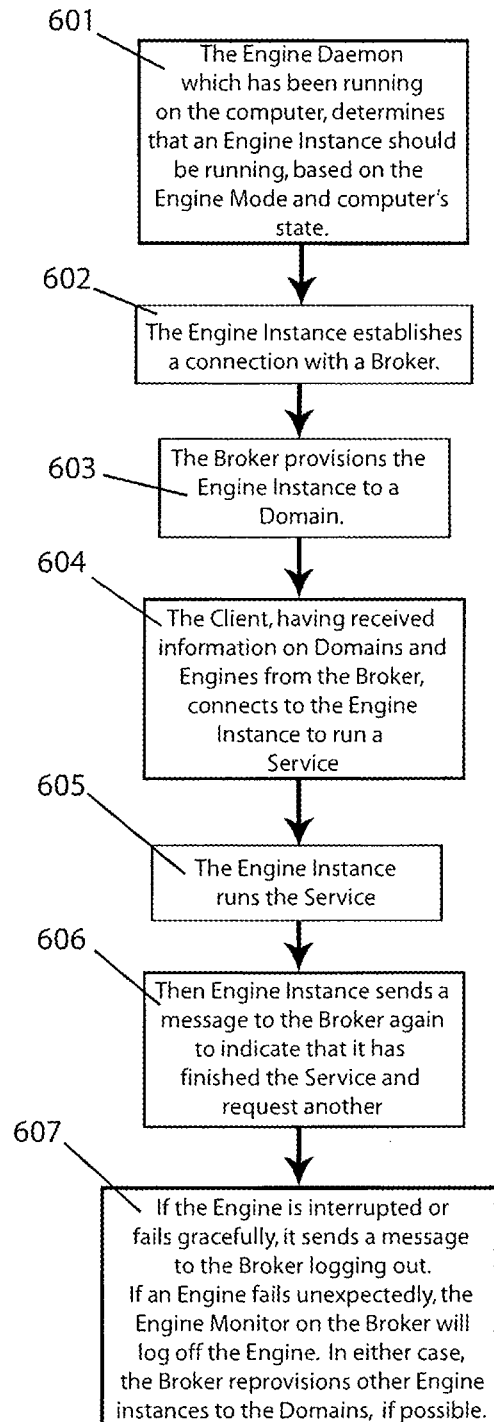 601
The Engine Daemon
which has been running
on the computer, determines
that an Engine Instance should
be running, based on the
Engine Mode and computer's
state.
602
The Engine Instance establishes
a connection with a Broker.
603
The Broker provisions the
Engine Instance to a
Domain.
604
The Client, having received
information on Domains and
Engines from the Broker,
connects to the Engine
Instance to run a
Service
605
The Engine Instance
runs the Service
606
Then Engine Instance sends a
message to the Broker again
to indicate that it has
finished the Service and
request another
607
If the Engine is interrupted or
fails gracefully, it sends a message
to the Broker logging out.
If an Engine fails unexpectedly, the
Engine Monitor on the Broker will
log off the Engine. In either case,
the Broker reprovisions other Engine
instances to the Domains, if possible.